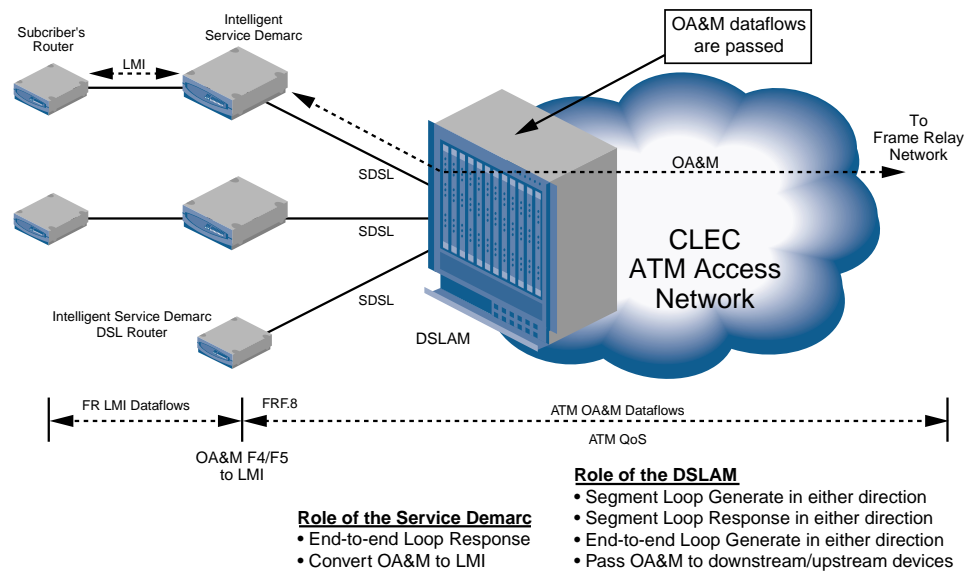 Subcriber's
Router
LMI
Intelligent
Service Demarc
OA&M dataflows
are passed
To
Frame Relay
Network
OA&M
SDSL
SDSL
SDSL
CLEC
ATM Access
Network
Intelligent Service Demarc
DSL Router
DSLAM
FR LMI Dataflows
FRF.8
ATM OA&M Dataflows
ATM QoS
OA&M F4/F5
to LMI
Role of the Service Demarc
• End-to-end Loop Response
• Convert OA&M to LMI
Role of the DSLAM
• Segment Loop Generate in either direction
• Segment Loop Response in either direction
• End-to-end Loop Generate in either direction
• Pass OA&M to downstream/upstream devices